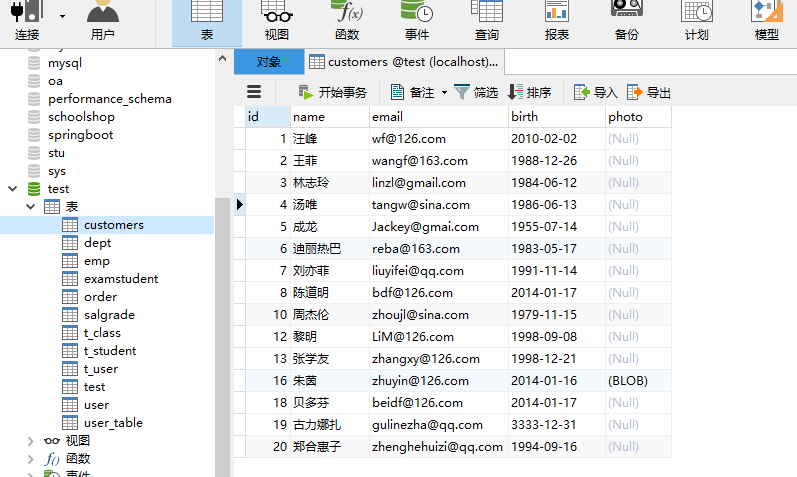 连接 用户 表 视图 函数 事件 查询 报表 备份 计划 模型
mysql
oa
performance_schema
schoolshop
springboot
stu
sys
test
表
customers
dept
emp
examstudent
order
salgrade
t_class
t_student
t_user
test
user
user_table
视图
函数
事件
对象 customers @test (localhost)...
开始事务 备注 筛选 排序 导入 导出
id name email birth photo
1 汪峰 wf@126.com 2010-02-02 (Null)
2 王菲 wangf@163.com 1988-12-26 (Null)
3 林志玲 linzl@gmail.com 1984-06-12 (Null)
4 汤唯 tangw@sina.com 1986-06-13 (Null)
5 成龙 Jackey@gmai.com 1955-07-14 (Null)
6 迪丽热巴 reba@163.com 1983-05-17 (Null)
7 刘亦菲 liuyifei@qq.com 1991-11-14 (Null)
8 陈道明 bdf@126.com 2014-01-17 (Null)
10 周杰伦 zhoujl@sina.com 1979-11-15 (Null)
12 黎明 LiM@126.com 1998-09-08 (Null)
13 张学友 zhangxy@126.com 1998-12-21 (Null)
16 朱茵 zhuyin@126.com 2014-01-16 (BLOB)
18 贝多芬 beidf@126.com 2014-01-17 (Null)
19 古力娜扎 gulinezha@qq.com 3333-12-31 (Null)
20 郑合惠子 zhenghehuizi@qq.com 1994-09-16 (Null)